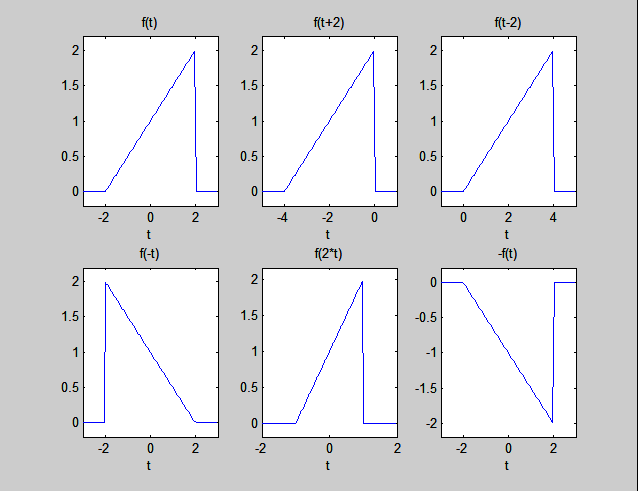 f(t) f(t+2) f(t-2)
2 2 2
1.5 1.5 1.5
1 1 1
0.5 0.5 0.5
0 0 0
-2 0 2 -4 -2 0 0 2 4
t t t
f(-t) f(2*t) -f(t)
2 2 0
1.5 1.5 -0.5
1 1 -1
0.5 0.5 -1.5
0 0 -2
-2 0 2 -2 0 2 -2 0 2
t t t